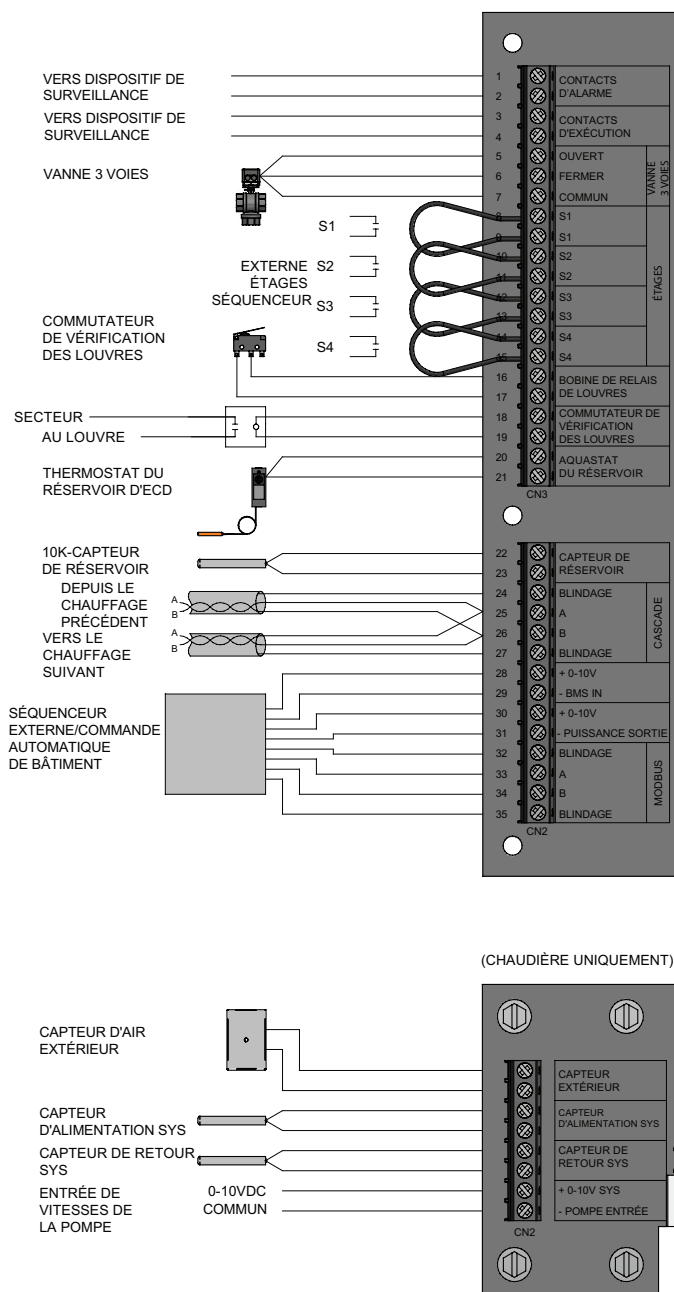 VERS DISPOSITIF DE
SURVEILLANCE
VERS DISPOSITIF DE
SURVEILLANCE
VANNE 3 VOIES
S1
EXTERNE
ÉTAGES
SÉQUENCEUR
S2
S3
S4
COMMUTATEUR
DE VÉRIFICATION
DES LOUVRES
SECTEUR
AU LOUVRE
THERMOSTAT DU
RÉSERVOIR D'ECD
10K-CAPTEUR
DE RÉSERVOIR
DEPUIS LE
CHAUFFAGE
PRÉCÉDENT
A
B
VERS LE
CHAUFFAGE
SUIVANT
A
B
SÉQUENCEUR
EXTERNE/COMMANDE
AUTOMATIQUE
DE BÂTIMENT
1
2
3
4
5
6
7
8
9
10
11
12
13
14
15
16
17
18
19
20
21
CN3
CONTACTS
D'ALARME
CONTACTS
D'EXÉCUTION
OUVERT
FERMER
COMMUN
VANNE
3 VOIES
S1
S1
S2
S2
S3
S3
S4
S4
ÉTAGES
BOBINE DE RELAIS
DE LOUVRES
COMMUTATEUR DE
VÉRIFICATION
DES LOUVRES
AQUASTAT
DU RÉSERVOIR
22
23
24
25
26
27
28
29
30
31
32
33
34
35
CN2
CAPTEUR DE
RÉSERVOIR
BLINDAGE
A
B
BLINDAGE
CASCADE
+ 0-10V
- BMS IN
+ 0-10V
- PUISSANCE SORTIE
BLINDAGE
A
B
BLINDAGE
MODBUS
(CHAUDIÈRE UNIQUEMENT)
CAPTEUR D'AIR
EXTÉRIEUR
CAPTEUR
D'ALIMENTATION SYS
CAPTEUR DE RETOUR
SYS
ENTRÉE DE
VITESSES DE
LA POMPE
0-10VDC
COMMUN
CAPTEUR
EXTÉRIEUR
CAPTEUR
D'ALIMENTATION SYS
CAPTEUR DE
RETOUR SYS
+ 0-10V SYS
- POMPE ENTRÉE
CN2